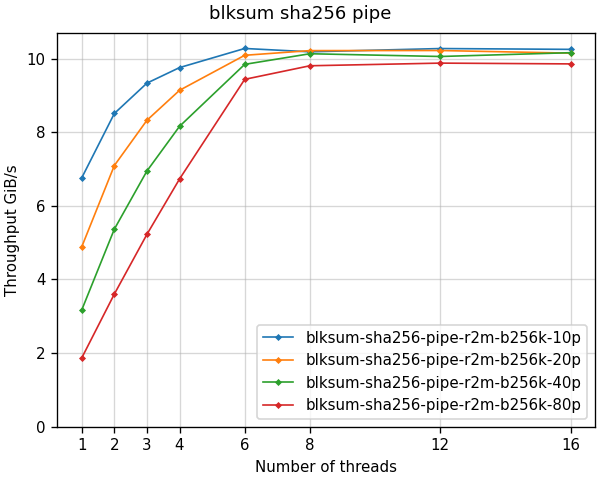 blksum sha256 pipe
10
8
6
4
2
0
Throughput GiB/s
blksum-sha256-pipe-r2m-b256k-10p
blksum-sha256-pipe-r2m-b256k-20p
blksum-sha256-pipe-r2m-b256k-40p
blksum-sha256-pipe-r2m-b256k-80p
1 2 3 4 6 8 12 16
Number of threads